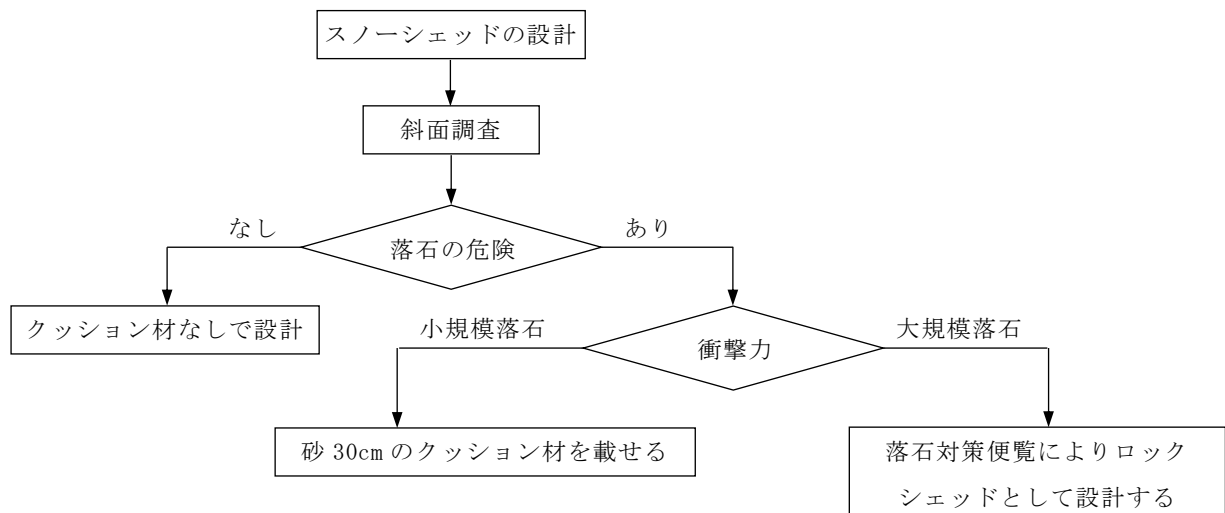 スノーシェッドの設計
斜面調査
なし
落石の危険
あり
クッション材なしで設計
小規模落石
衝撃力
大規模落石
砂 30cm のクッション材を載せる
落石対策便覧によりロック
シェッドとして設計する